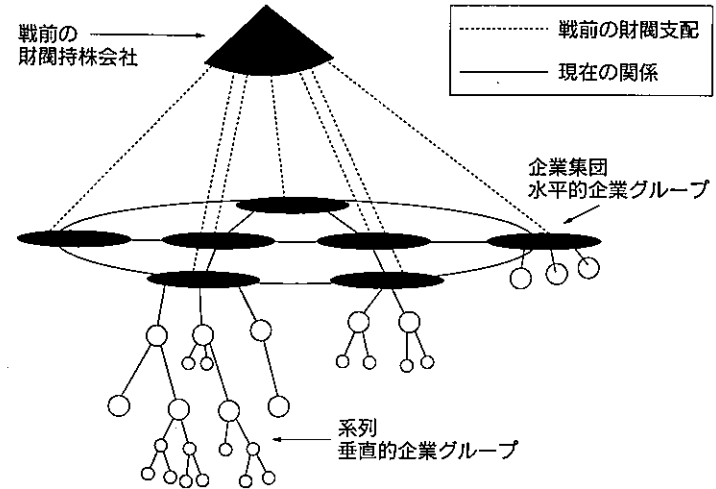 戦前の
財閥持株会社
戦前の財閥支配
現在の関係
企業集団
水平的企業グループ
系列
垂直的企業グループ